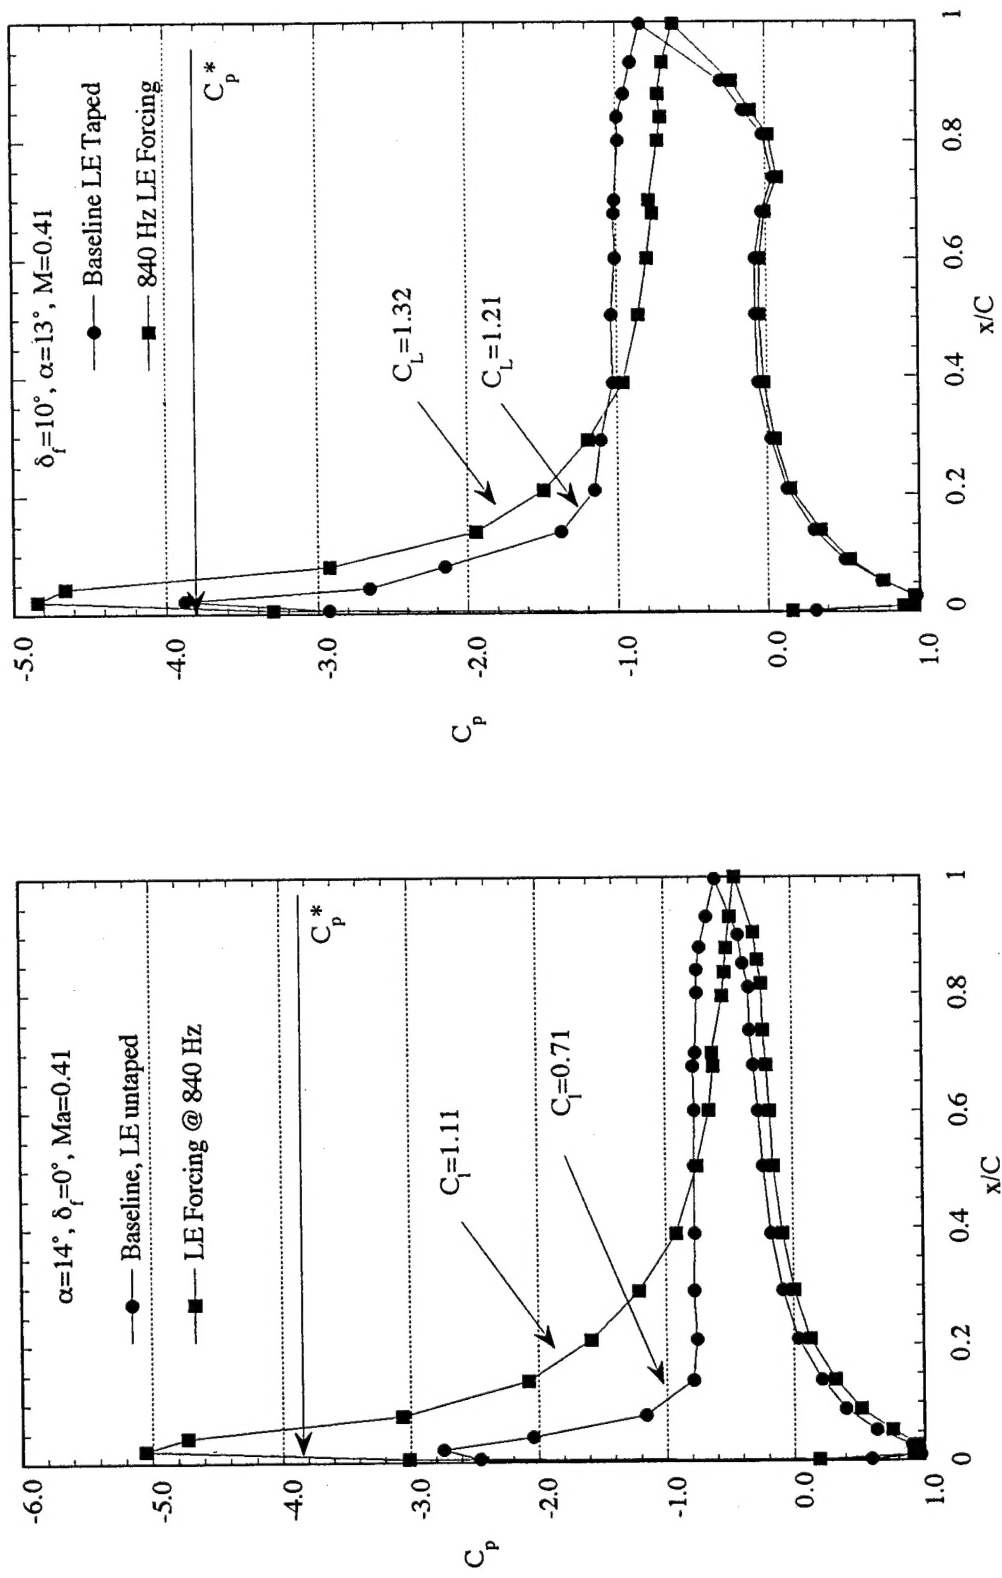 α=14°, δf=0°, Ma=0.41
Baseline, LE untaped
LE Forcing @ 840 Hz
Cp*
Cl=1.11
Cl=0.71
-6.0
-5.0
-4.0
-3.0
-2.0
-1.0
0.0
1.0
Cp
0
0.2
0.4
0.6
0.8
1
x/C
δf=10°, α=13°, M=0.41
Baseline LE Taped
840 Hz LE Forcing
Cp*
CL=1.32
CL=1.21
-5.0
-4.0
-3.0
-2.0
-1.0
0.0
1.0
Cp
0
0.2
0.4
0.6
0.8
1
x/C